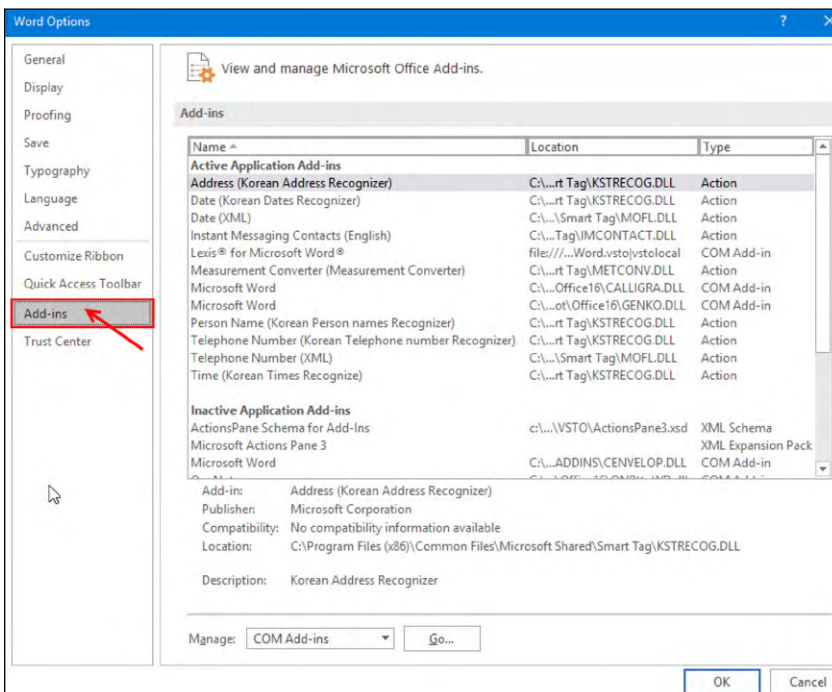 Word Options
?
General
Display
Proofing
Save
Typography
Language
Advanced
Customize Ribbon
Quick Access Toolbar
Add-ins
Trust Center
View and manage Microsoft Office Add-ins.
Add-ins
Name Location Type
Active Application Add-ins
Address (Korean Address Recognizer) C:\...rt Tag\KSTRECOG.DLL Action
Date (Korean Dates Recognizer) C:\...rt Tag\KSTRECOG.DLL Action
Date (XML) C:\...\Smart Tag\MOFL.DLL Action
Instant Messaging Contacts (English) C:\...Tag\IMCONTACT.DLL Action
Lexis® for Microsoft Word® file:///...Word.vsto|vstolocal COM Add-in
Measurement Converter (Measurement Converter) C:\...rt Tag\METCONV.DLL Action
Microsoft Word C:\...Office16\CALLIGRA.DLL COM Add-in
Microsoft Word C:\...ot\Office16\GENKO.DLL COM Add-in
Person Name (Korean Person names Recognizer) C:\...rt Tag\KSTRECOG.DLL Action
Telephone Number (Korean Telephone number Recognizer) C:\...rt Tag\KSTRECOG.DLL Action
Telephone Number (XML) C:\...\Smart Tag\MOFL.DLL Action
Time (Korean Times Recognize) C:\...rt Tag\KSTRECOG.DLL Action
Inactive Application Add-ins
ActionsPane Schema for Add-Ins c:\...\VSTO\ActionsPane3.xsd XML Schema
Microsoft Actions Pane 3 XML Expansion Pack
Microsoft Word C:\...ADDINS\CENVELOP.DLL COM Add-in
Add-in: Address (Korean Address Recognizer)
Publisher: Microsoft Corporation
Compatibility: No compatibility information available
Location: C:\Program Files (x86)\Common Files\Microsoft Shared\Smart Tag\KSTRECOG.DLL
Description: Korean Address Recognizer
Manage: COM Add-ins Go...
OK Cancel